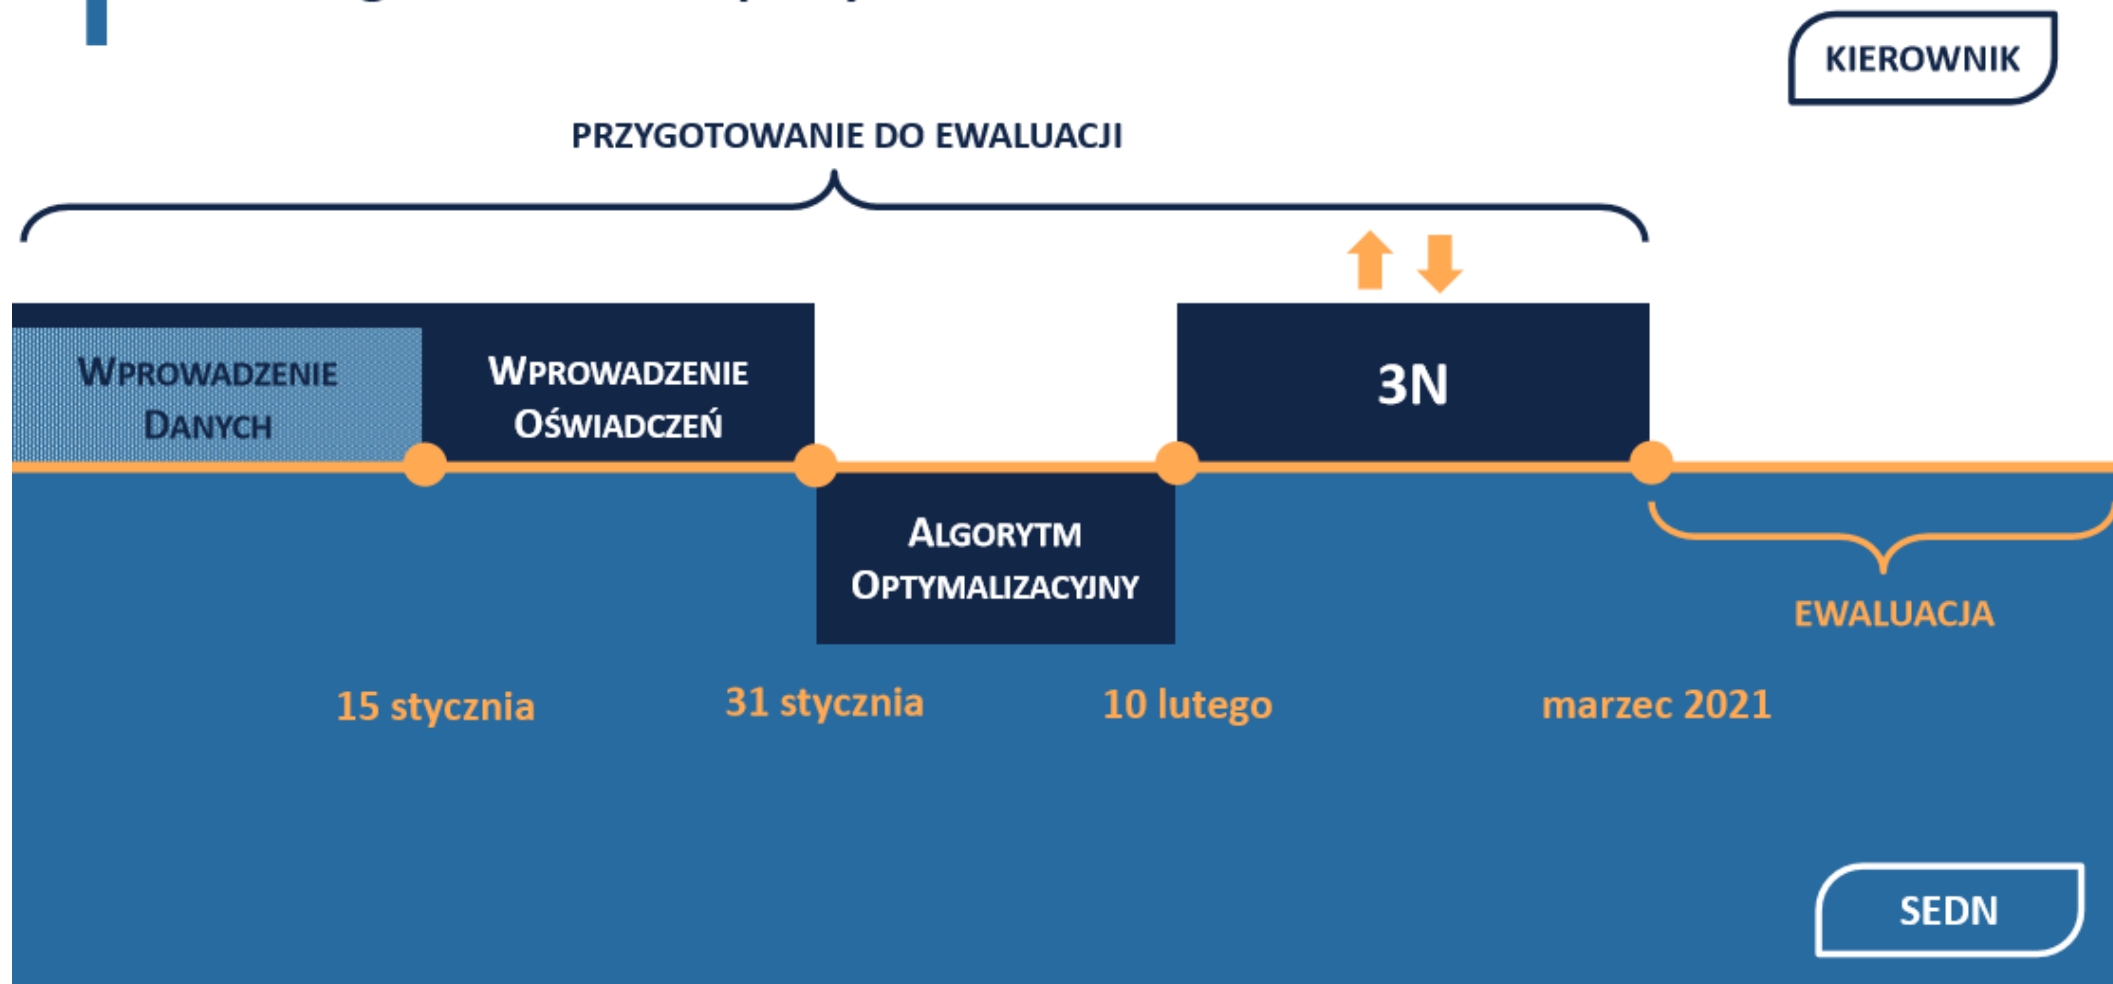 KIEROWNIK
PRZYGOTOWANIE DO EWALUACJI
WPROWADZENIE
DANYCH
WPROWADZENIE
OŚWIADCZEŃ
3N
ALGORYTM
OPTYMALIZACYJNY
EWALUACJA
15 stycznia
31 stycznia
10 lutego
marzec 2021
SEDN